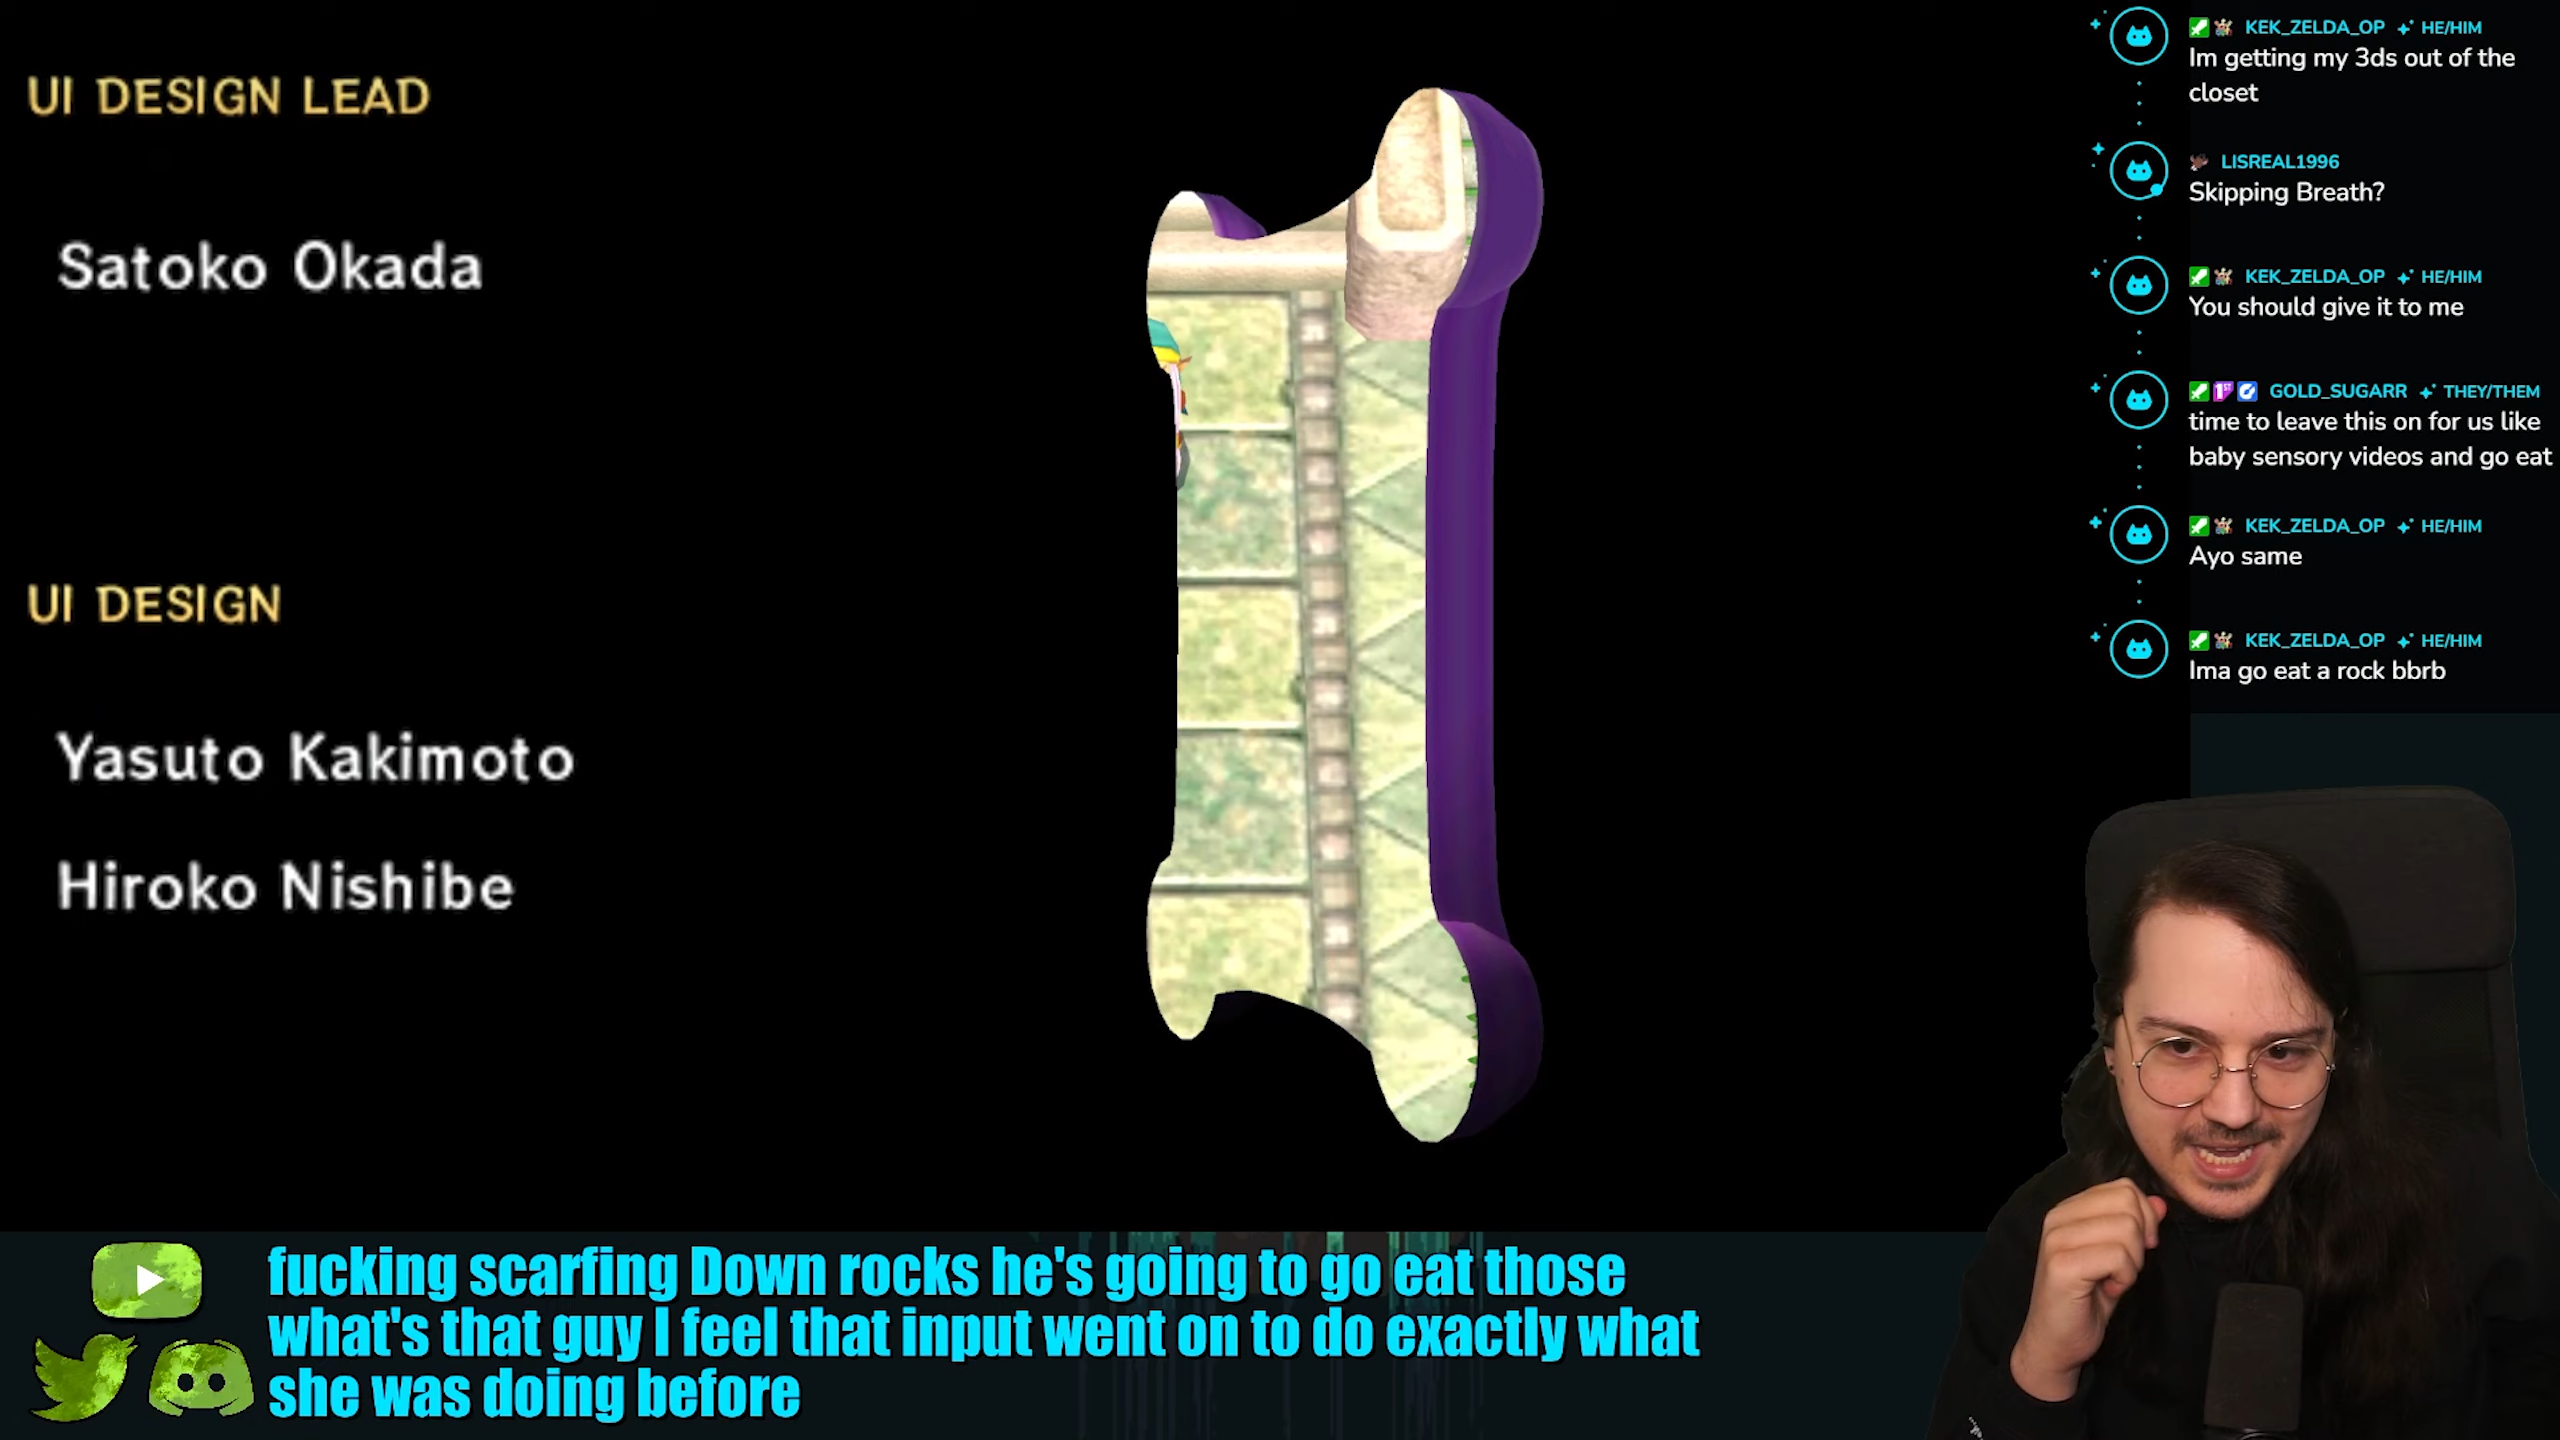 UI DESIGN LEAD
Satoko Okada
UI DESIGN
Yasuto Kakimoto
Hiroko Nishibe
KEK_ZELDA_OP HE/HIM
Im getting my 3ds out of the
closet
LISREAL1996
Skipping Breath?
KEK_ZELDA_OP HE/HIM
You should give it to me
GOLD_SUGARR THEY/THEM
time to leave this on for us like
baby sensory videos and go eat
KEK_ZELDA_OP HE/HIM
Ayo same
KEK_ZELDA_OP HE/HIM
Ima go eat a rock bbrb
fucking scarfing Down rocks he's going to go eat those
what's that guy I feel that input went on to do exactly what
she was doing before